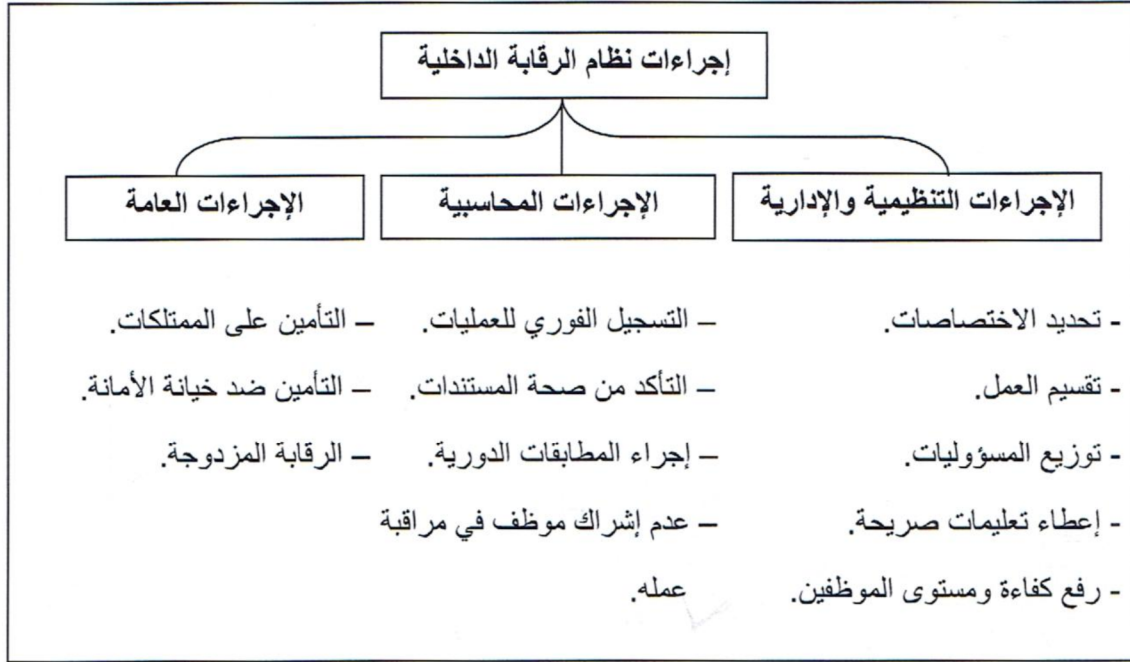 إجراءات نظام الرقابة الداخلية
الإجراءات التنظيمية والإدارية
الإجراءات المحاسبية
الإجراءات العامة
- تحديد الاختصاصات.
- تقسيم العمل.
- توزيع المسؤوليات.
- إعطاء تعليمات صريحة.
- رفع كفاءة ومستوى الموظفين.
– التسجيل الفوري للعمليات.
– التأكد من صحة المستندات.
– إجراء المطابقات الدورية.
– عدم إشراك موظف في مراقبة
عمله.
– التأمين على الممتلكات.
– التأمين ضد خيانة الأمانة.
– الرقابة المزدوجة.